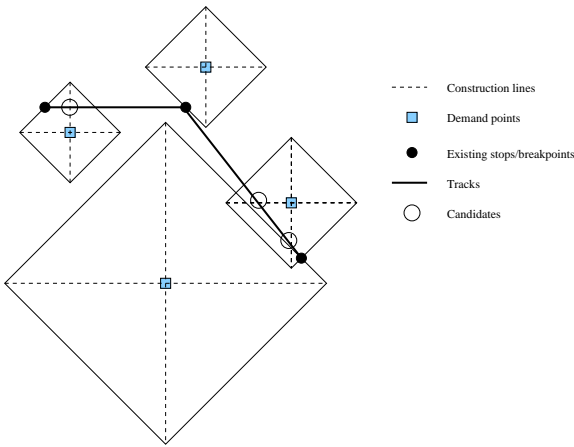 Construction lines
Demand points
Existing stops/breakpoints
Tracks
Candidates